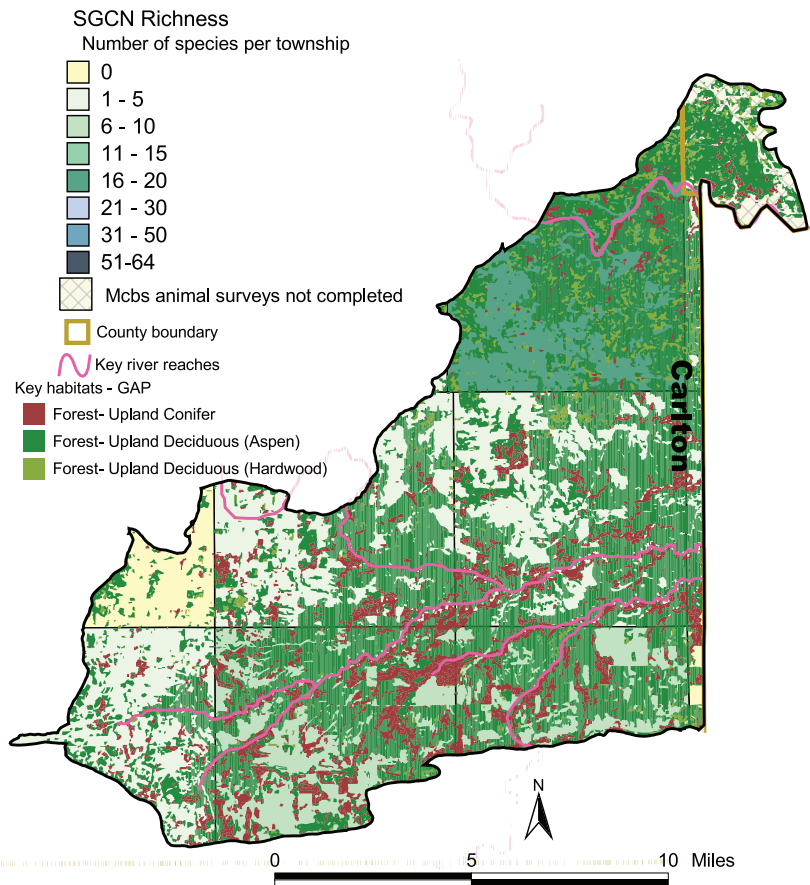 SGCN Richness
Number of species per township
0
1 - 5
6 - 10
11 - 15
16 - 20
21 - 30
31 - 50
51-64
Mcbs animal surveys not completed
County boundary
Key river reaches
Key habitats - GAP
Forest- Upland Conifer
Forest- Upland Deciduous (Aspen)
Forest- Upland Deciduous (Hardwood)
Carlton
N
0 5 10 Miles